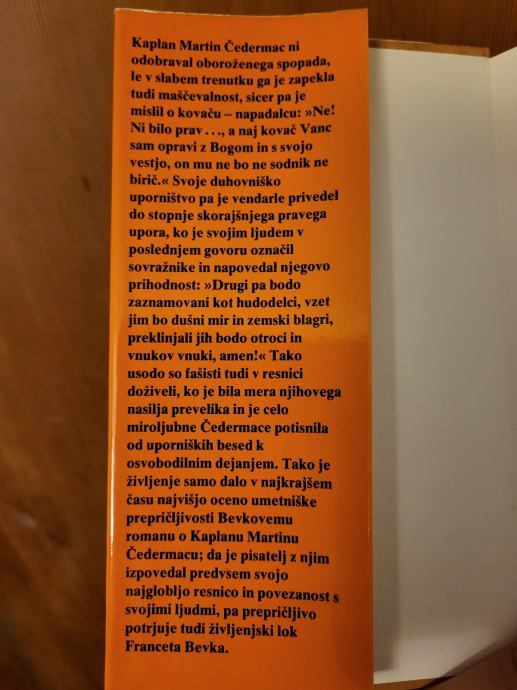 Kaplan Martin Čedermac ni
odobraval oboroženega spopada,
le v slabem trenutku ga je zapekla
tudi maščevalnost, sicer pa je
mislil o kovaču – napadalcu: »Ne!
Ni bilo prav . . ., a naj kovač Vanc
sam opravi z Bogom in s svojo
vestjo, on mu ne bo ne sodnik ne
birič.« Svoje duhovniško
uporništvo pa je vendarle privedel
do stopnje skorajšnjega pravega
upora, ko je svojim ljudem v
poslednjem govoru označil
sovražnike in napovedal njegovo
prihodnost: »Drugi pa bodo
zaznamovani kot hudodelci, vzet
jim bo dušni mir in zemski blagri,
preklinjali jih bodo otroci in
vnukov vnuki, amen!« Tako
usodo so fašisti tudi v resnici
doživeli, ko je bila mera njihovega
nasilja prevelika in je celo
miroljubne Čedermace potisnila
od uporniških besed k
osvobodilnim dejanjem. Tako je
življenje samo dalo v najkrajšem
času najvišjo oceno umetniške
prepričljivosti Bevkovemu
romanu o Kaplanu Martinu
Čedermacu; da je pisatelj z njim
izpovedal predvsem svojo
najglobljo resnico in povezanost s
svojimi ljudmi, pa prepričljivo
potrjuje tudi življenjski lok
Franceta Bevka.